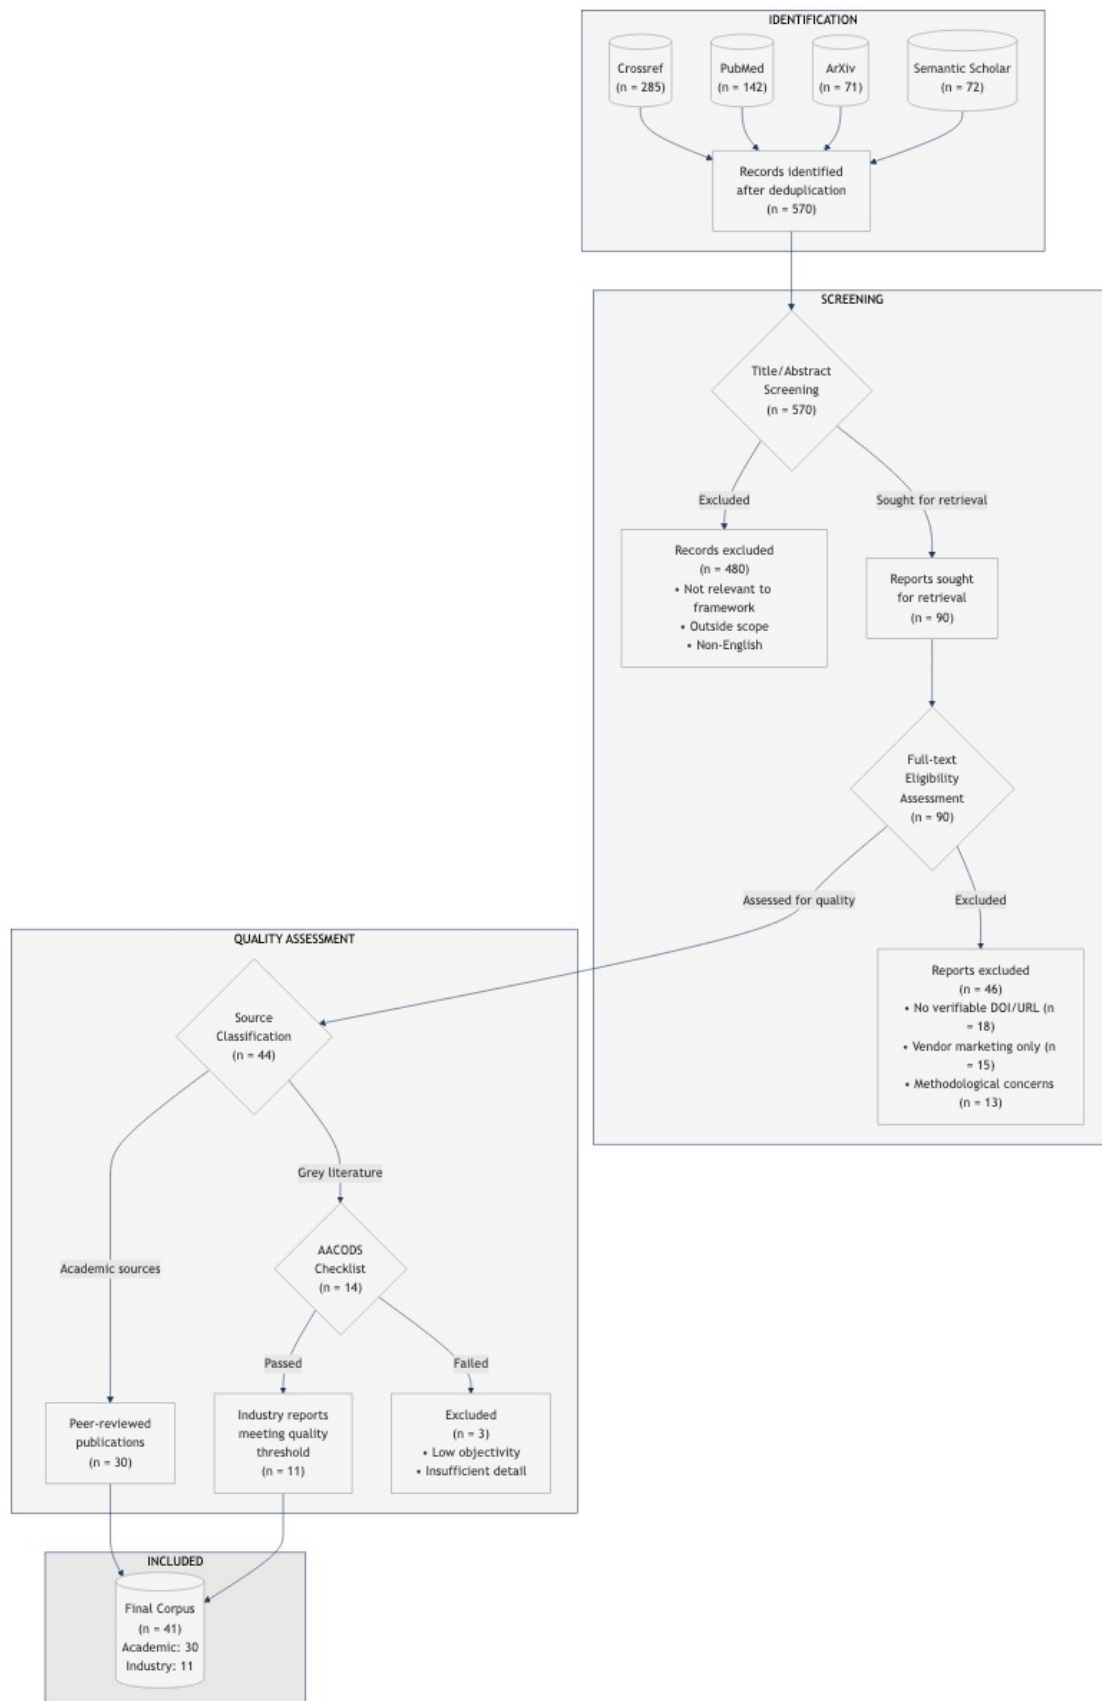 IDENTIFICATION
Crossref
(n = 285)
PubMed
(n = 142)
ArXiv
(n = 71)
Semantic Scholar
(n = 72)
Records identified
after deduplication
(n = 570)
SCREENING
Title/Abstract
Screening
(n = 570)
Excluded
Sought for retrieval
Records excluded
(n = 480)
• Not relevant to
framework
• Outside scope
• Non-English
Reports sought
for retrieval
(n = 90)
Full-text
Eligibility
Assessment
(n = 90)
Assessed for quality
Excluded
Reports excluded
(n = 46)
• No verifiable DOI/URL (n
= 18)
• Vendor marketing only (n
= 15)
• Methodological concerns
(n = 13)
QUALITY ASSESSMENT
Source
Classification
(n = 44)
Grey literature
Academic sources
AACODS
Checklist
(n = 14)
Passed
Failed
Peer-reviewed
publications
(n = 30)
Industry reports
meeting quality
threshold
(n = 11)
Excluded
(n = 3)
• Low objectivity
• Insufficient detail
INCLUDED
Final Corpus
(n = 41)
Academic: 30
Industry: 11